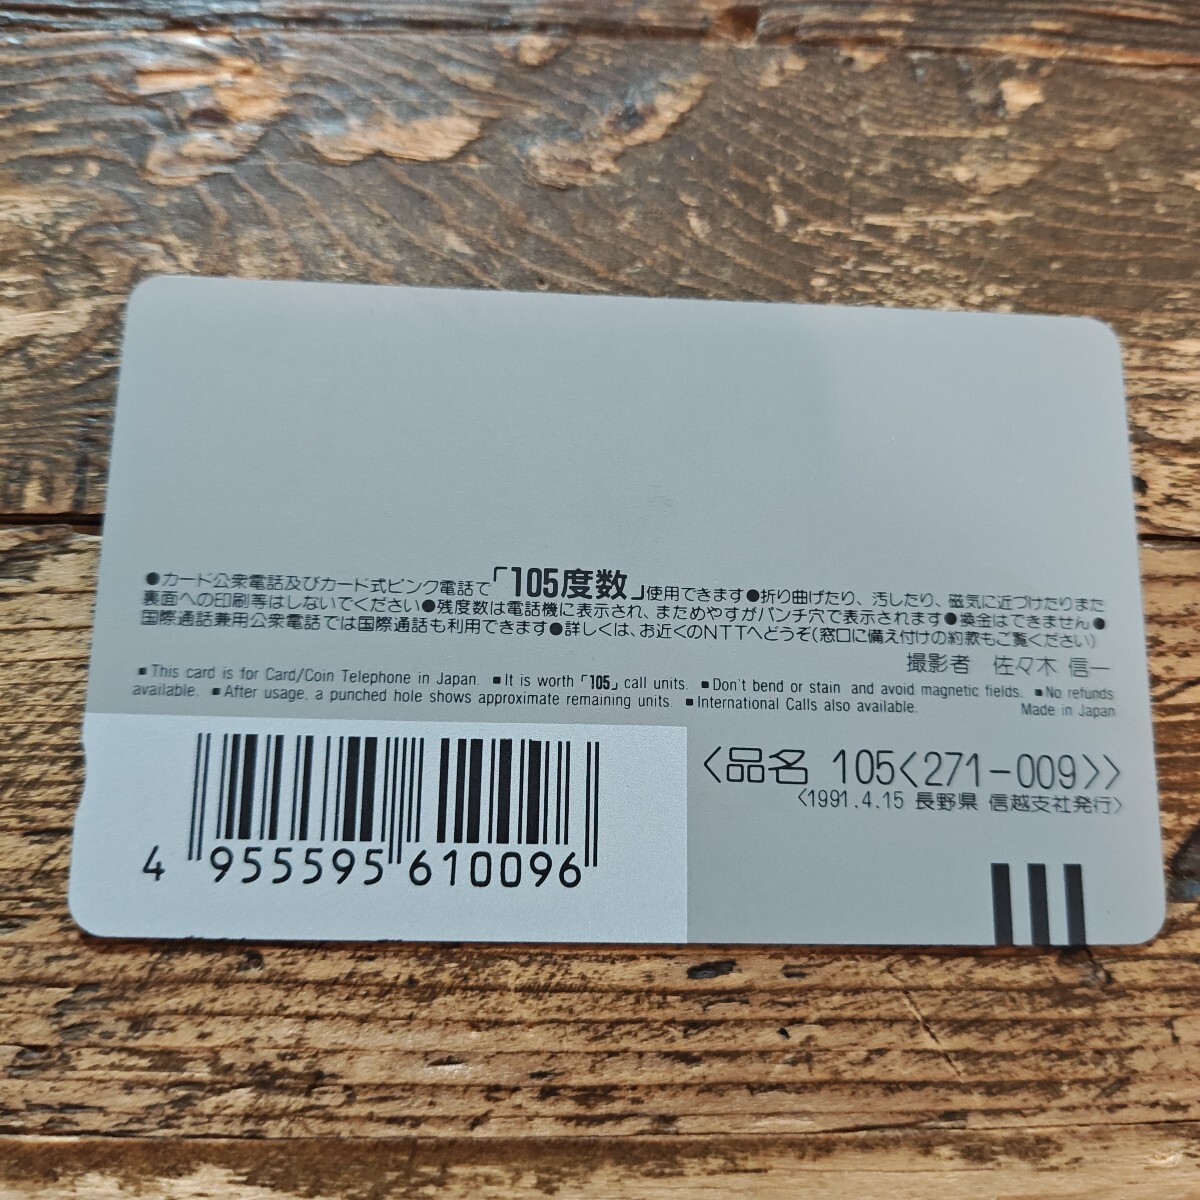 ●カード公衆電話及びカード式ピンク電話で「105度数」使用できます●折り曲げたり、汚したり、磁気に近づけたりまた
裏面への印刷等はしないでください●残度数は電話機に表示され、まためやすがパンチ穴で表示されます●換金はできません●
国際通話兼用公衆電話では国際通話も利用できます●詳しくは、お近くのNTTへどうぞ(窓口に備え付けの約款もご覧ください)
撮影者 佐々木 信一
■This card is for Card/Coin Telephone in Japan. ■It is worth「105」call units. ■Don't bend or stain and avoid magnetic fields. ■No refunds
available. ■After usage, a punched hole shows approximate remaining units. ■International Calls also available.
Made in Japan
<品名 105<271-009>>
<1991.4.15 長野県 信越支社発行>
4 955595 610096